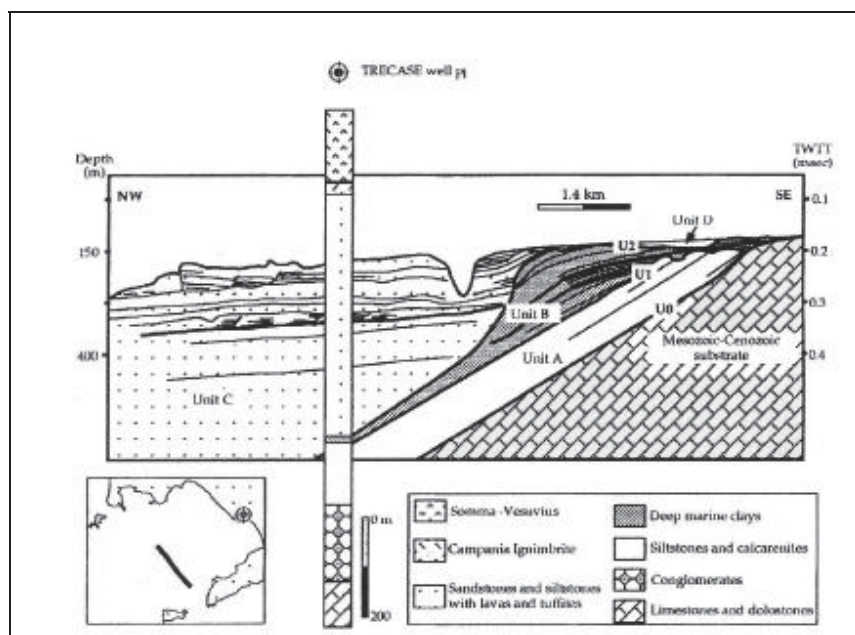 TRECASE well pj
Depth
(m)
TWTT
(msec)
NW
1.4 km
SE
0.1
Unit D
150
U2
0.2
U1
Unit B
U0
0.3
Mesozoic-Cenozoic
substrate
400
Unit A
0.4
Unit C
0 m
200
Somma -Vesuvius
Campania Ignimbrite
Sandstones and siltstones
with lavas and tuffites
Deep marine clays
Siltstones and calcarenites
Conglomerates
Limestones and dolostones